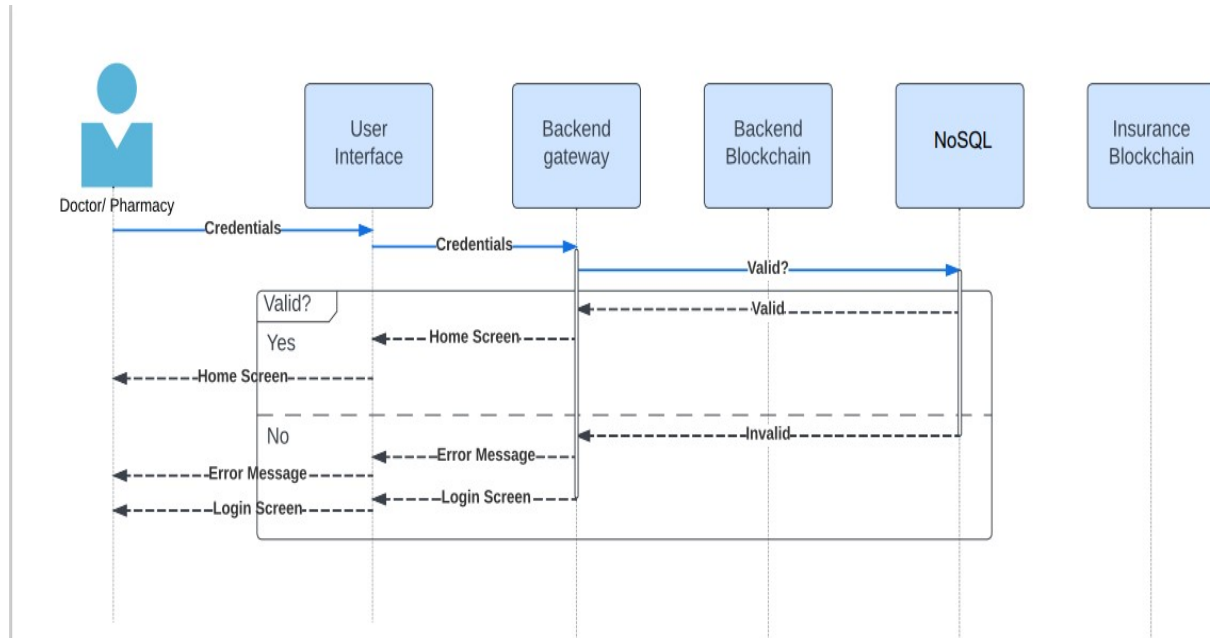 User
Interface
Backend
gateway
Backend
Blockchain
NoSQL
Insurance
Blockchain
Doctor/ Pharmacy
Credentials
Credentials
Valid?
Valid?
Valid
Yes
Home Screen
Home Screen
No
Invalid
Error Message
Error Message
Login Screen
Login Screen